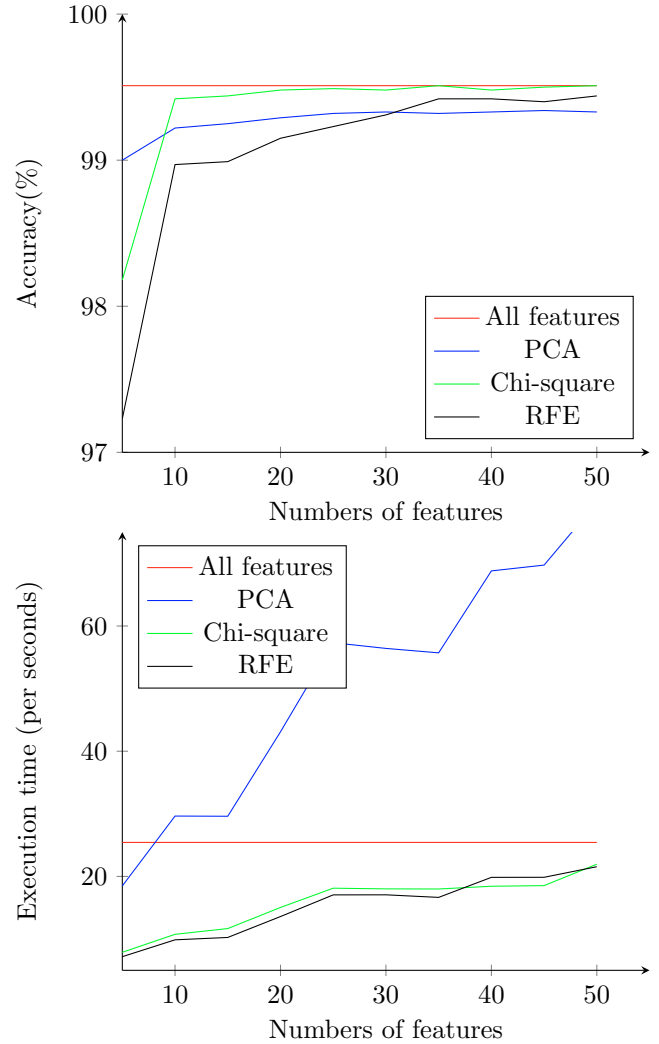 100
99
98
97
Accuracy(%)
All features
PCA
Chi-square
RFE
10 20 30 40 50
Numbers of features
60
40
20
Execution time (per seconds)
All features
PCA
Chi-square
RFE
10 20 30 40 50
Numbers of features